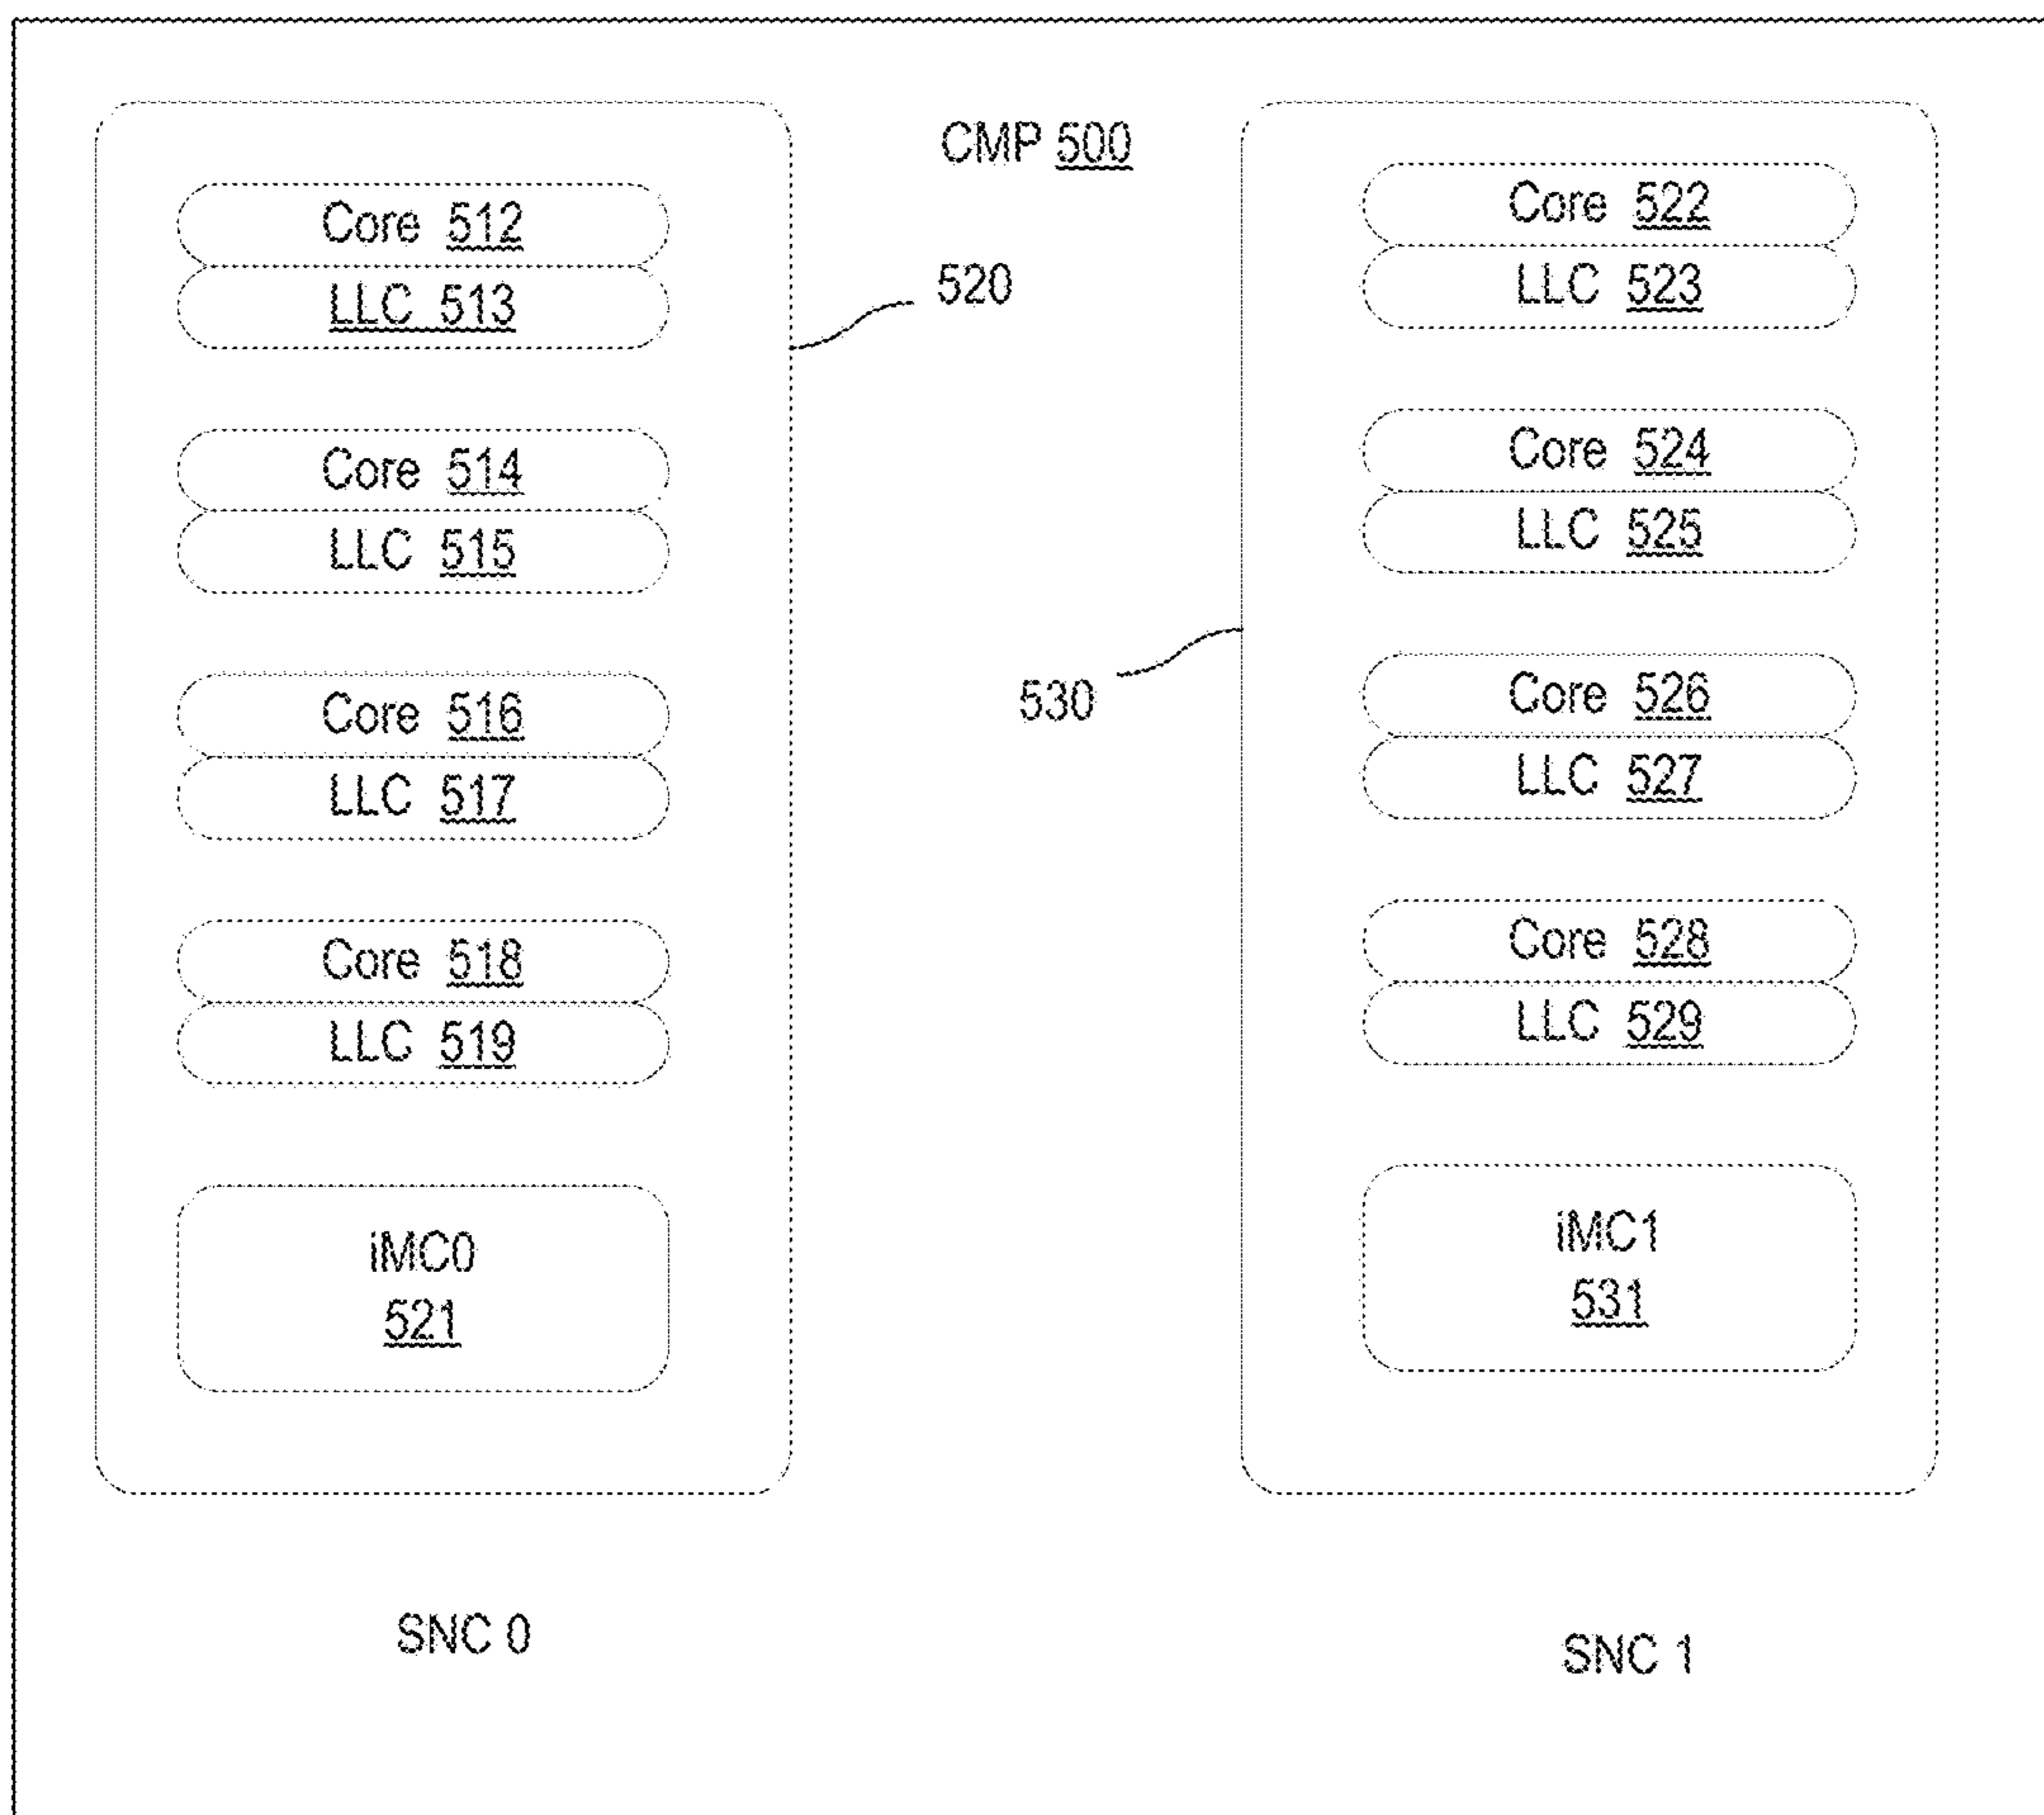 CMP 500
Core 512
LLC 513
520
Core 514
LLC 515
Core 516
LLC 517
Core 518
LLC 519
iMC0
521
SNC 0
Core 522
LLC 523
Core 524
LLC 525
530
Core 526
LLC 527
Core 528
LLC 529
iMC1
531
SNC 1